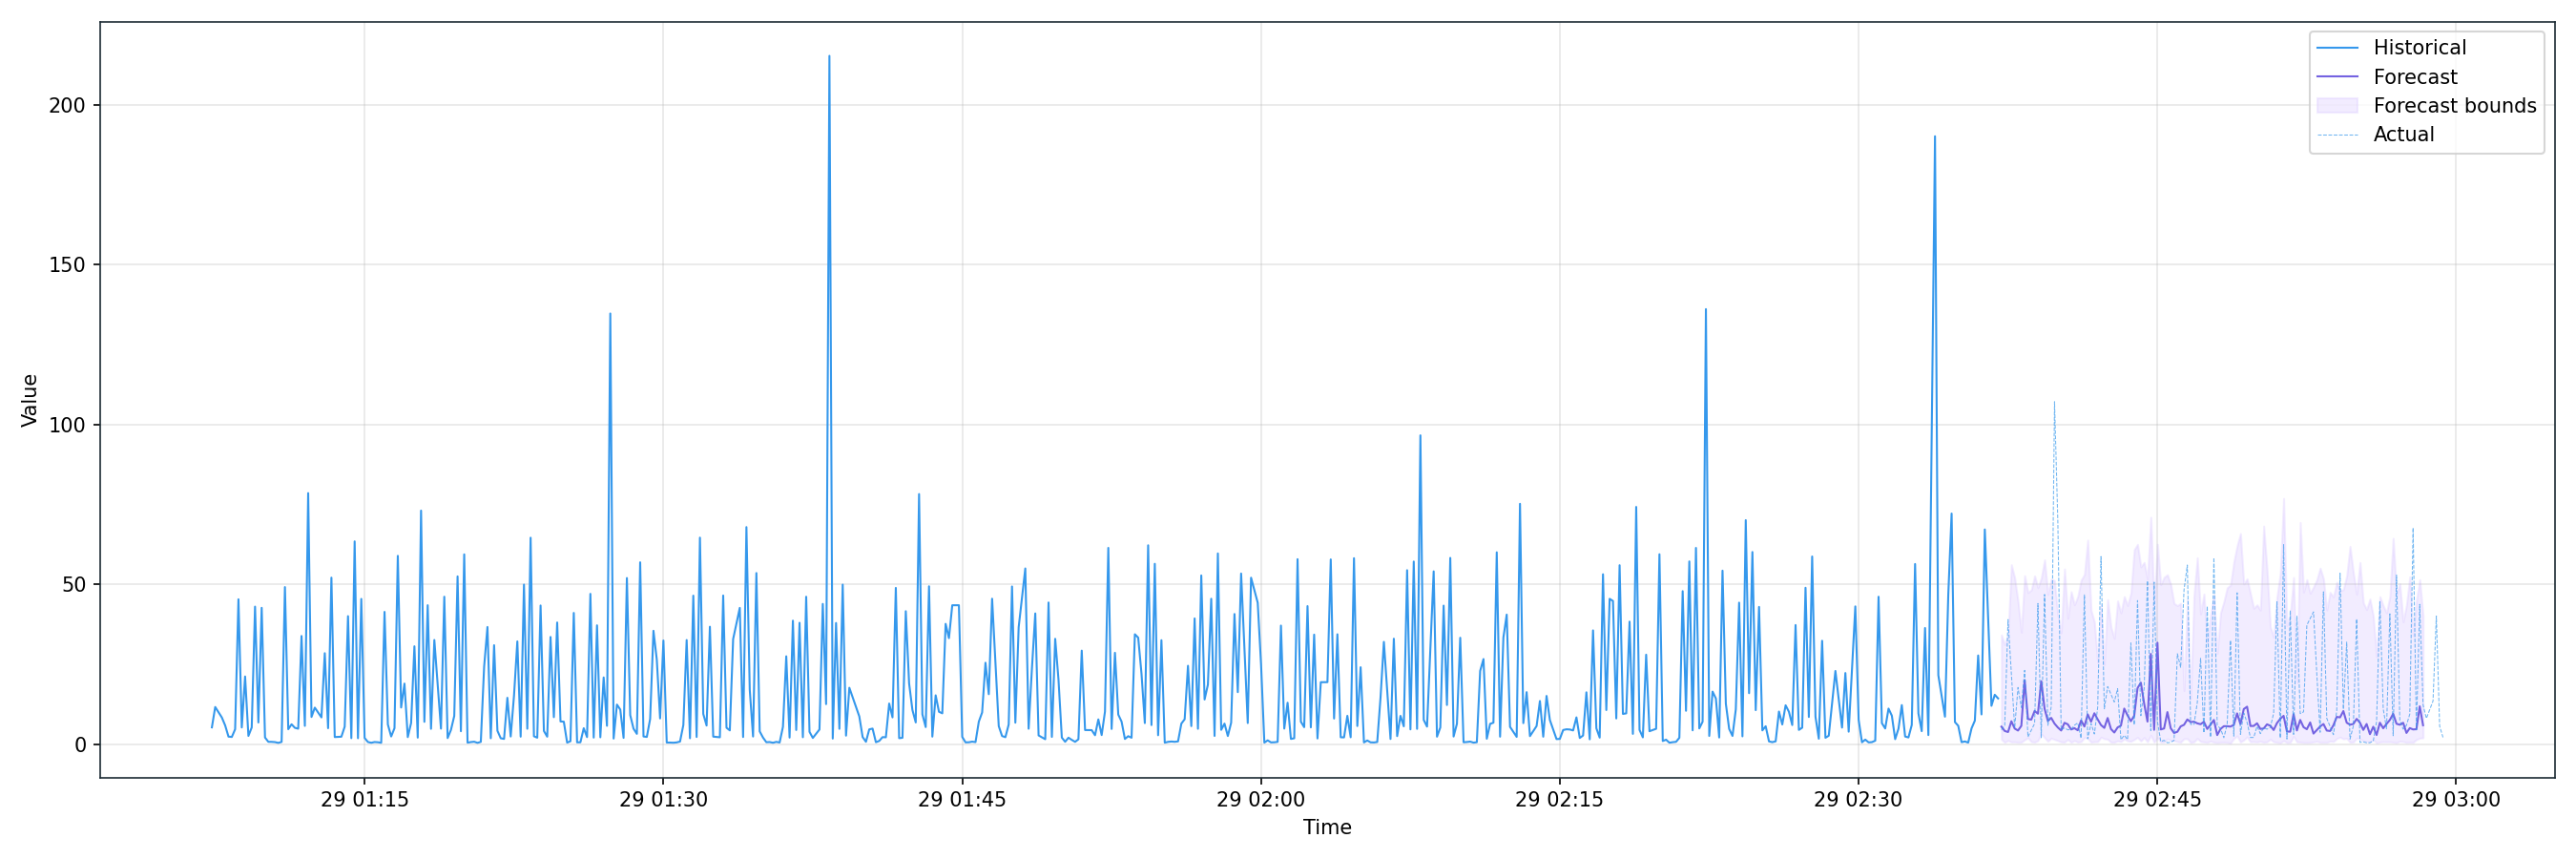 Historical
Forecast
Forecast bounds
Actual
Value
200
150
100
50
0
29 01:15
29 01:30
29 01:45
29 02:00
29 02:15
29 02:30
29 02:45
29 03:00
Time